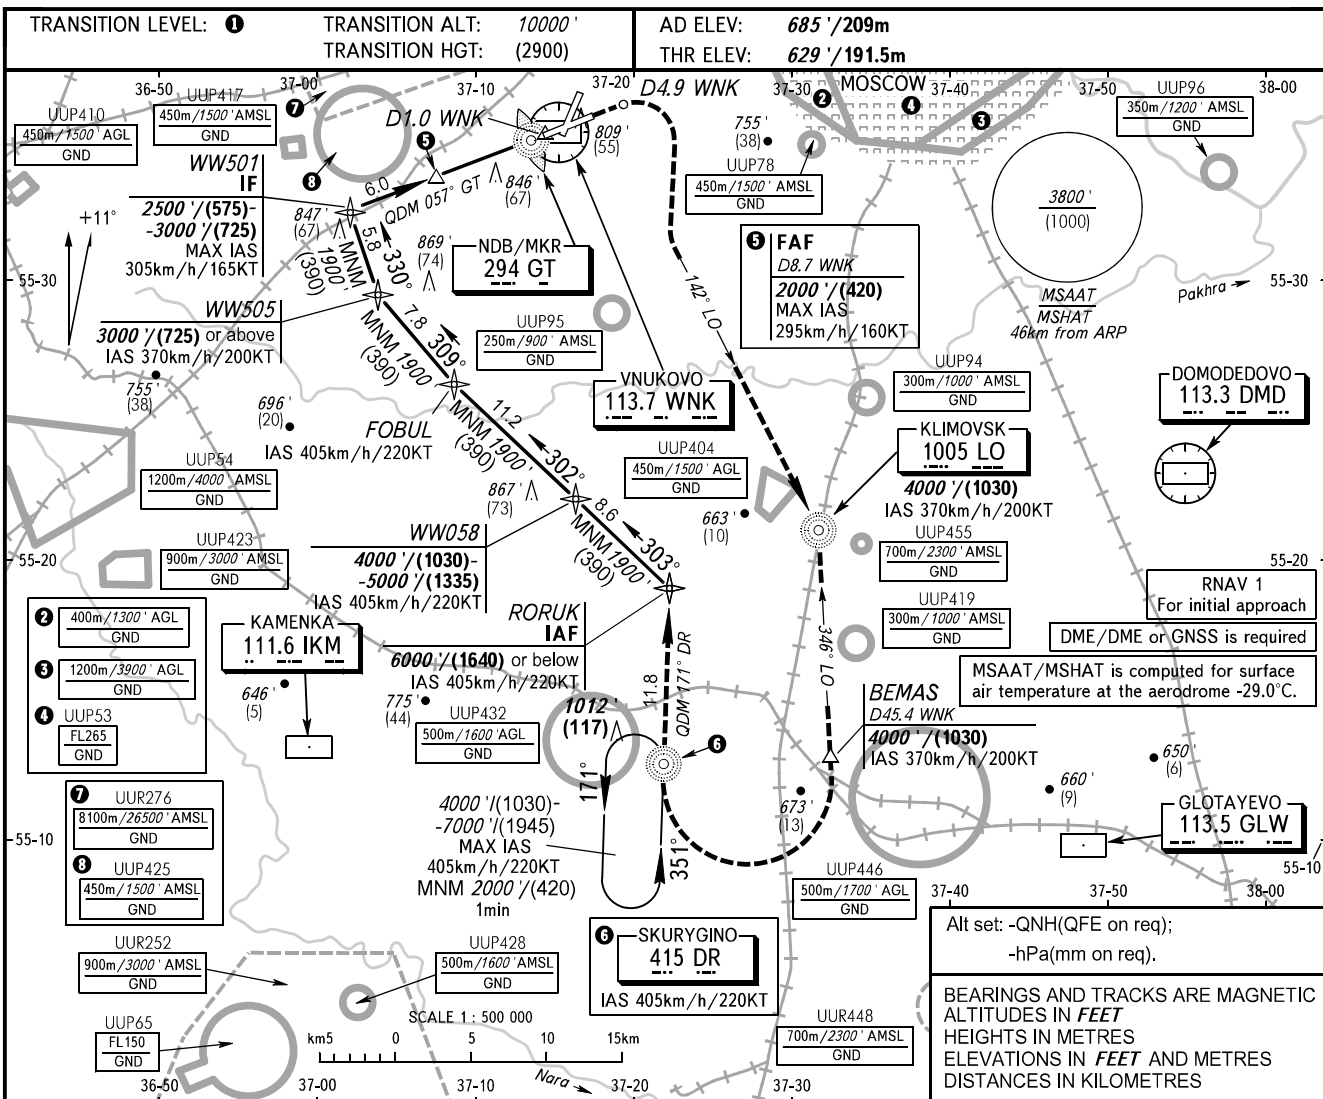 TRANSITION LEVEL: ❶
TRANSITION ALT: 10000'
TRANSITION HGT: (2900)
AD ELEV: 685'/209m
THR ELEV: 629'/191.5m
36-50
37-00
37-10
37-20
37-30
37-40
37-50
38-00
UUP410
450m/1500' AGL
GND
UUP417
450m/1500' AMSL
GND
❼
❽
D1.0 WNK
D4.9 WNK
❺
809'
(55)
755'
(38)
MOSCOW
❷
❹
❸
UUP96
350m/1200' AMSL
GND
UUP78
450m/1500' AMSL
GND
3800'
(1000)
MSAAT
MSHAT
46km from ARP
WW501
IF
2500'/(575)-
-3000'/(725)
MAX IAS
305km/h/165KT
+11°
847'
(67)
6.0
QDM 057° GT
846'
(67)
5.8
330°
MNM
1900'
(390)
869'
(74)
NDB/MKR
294 GT
❺ FAF
D8.7 WNK
2000'/(420)
MAX IAS
295km/h/160KT
142° LO
55-30
55-30
Pakhra
WW505
3000'/(725) or above
IAS 370km/h/200KT
755'
(38)
696'
(20)
7.8
309°
MNM 1900'
(390)
UUP95
250m/900' AMSL
GND
VNUKOVO
113.7 WNK
UUP94
300m/1000' AMSL
GND
DOMODEDOVO
113.3 DMD
FOBUL
IAS 405km/h/220KT
11.2
302°
MNM 1900'
(390)
KLIMOVSK
1005 LO
4000'/(1030)
IAS 370km/h/200KT
UUP404
450m/1500' AGL
GND
663'
(10)
UUP54
1200m/4000' AMSL
GND
867'
(73)
8.6
303°
MNM 1900'
(390)
UUP423
900m/3000' AMSL
GND
WW058
4000'/(1030)-
-5000'/(1335)
IAS 405km/h/220KT
UUP455
700m/2300' AMSL
GND
55-20
55-20
RNAV 1
For initial approach
DME/DME or GNSS is required
MSAAT/MSHAT is computed for surface
air temperature at the aerodrome -29.0°C.
❷ 400m/1300' AGL
GND
❸ 1200m/3900' AGL
GND
❹ UUP53
FL265
GND
KAMENKA
111.6 IKM
646'
(5)
RORUK
IAF
6000'/(1640) or below
IAS 405km/h/220KT
UUP419
300m/1000' AMSL
GND
346° LO
11.8
QDM 171° DR
775'
(44)
UUP432
500m/1600' AGL
GND
1012'
(117)
❻
BEMAS
D45.4 WNK
4000'/(1030)
IAS 370km/h/200KT
650'
(6)
660'
(9)
673'
(13)
❼ UUR276
8100m/26500' AMSL
GND
❽ UUP425
450m/1500' AMSL
GND
171°
351°
4000'/(1030)-
-7000'/(1945)
MAX IAS
405km/h/220KT
MNM 2000'/(420)
1min
GLOTAYEVO
113.5 GLW
55-10
55-10
UUP446
500m/1700' AGL
GND
37-40
37-50
38-00
❻ SKURYGINO
415 DR
IAS 405km/h/220KT
UUR252
900m/3000' AMSL
GND
UUP428
500m/1600' AMSL
GND
UUP65
FL150
GND
SCALE 1 : 500 000
km5 0 5 10 15km
UUR448
700m/2300' AMSL
GND
Nara
36-50
37-00
37-10
37-20
37-30
Alt set: -QNH(QFE on req);
-hPa(mm on req).
BEARINGS AND TRACKS ARE MAGNETIC
ALTITUDES IN FEET
HEIGHTS IN METRES
ELEVATIONS IN FEET AND METRES
DISTANCES IN KILOMETRES